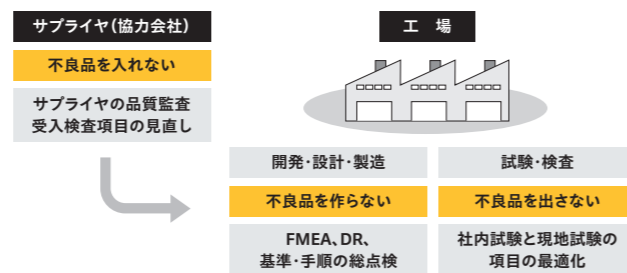 サプライヤ(協力会社)
不良品を入れない
サプライヤの品質監査
受入検査項目の見直し
工　場
開発・設計・製造
不良品を作らない
FMEA、DR、
基準・手順の総点検
試験・検査
不良品を出さない
社内試験と現地試験の
項目の最適化